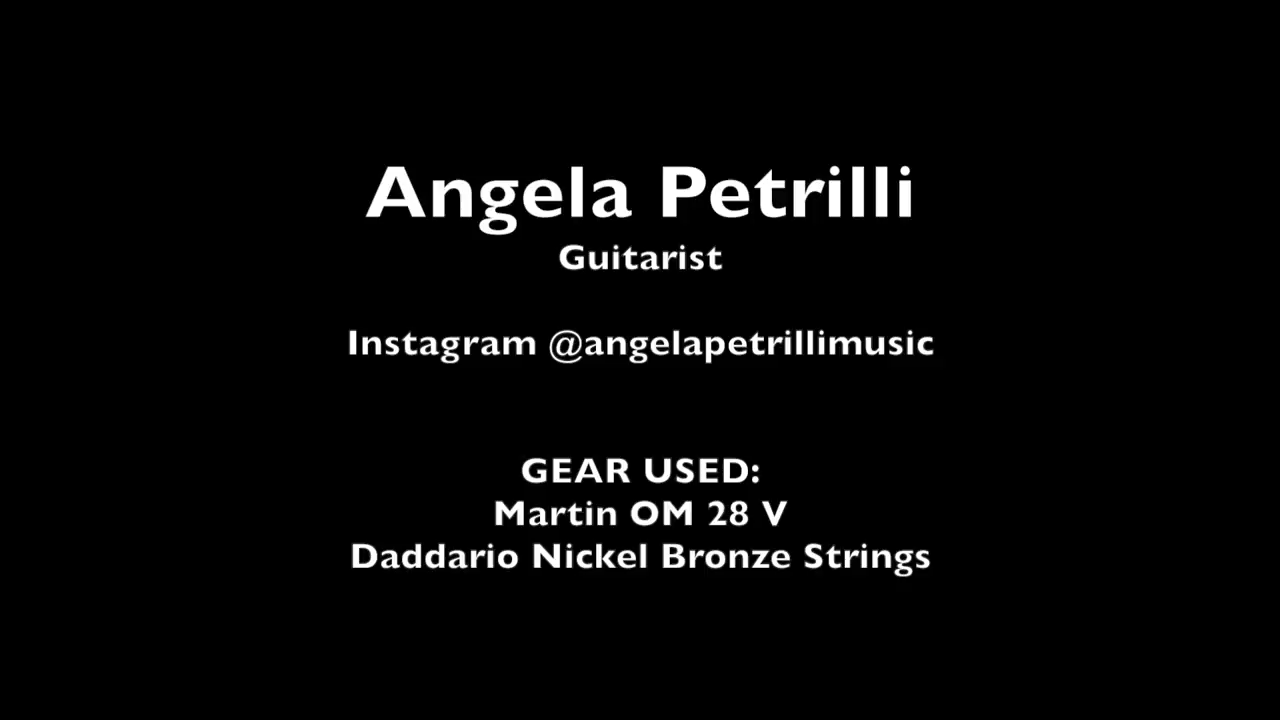 Angela Petrilli
Guitarist
Instagram @angelapetrillimusic
GEAR USED:
Martin OM 28 V
Daddario Nickel Bronze Strings